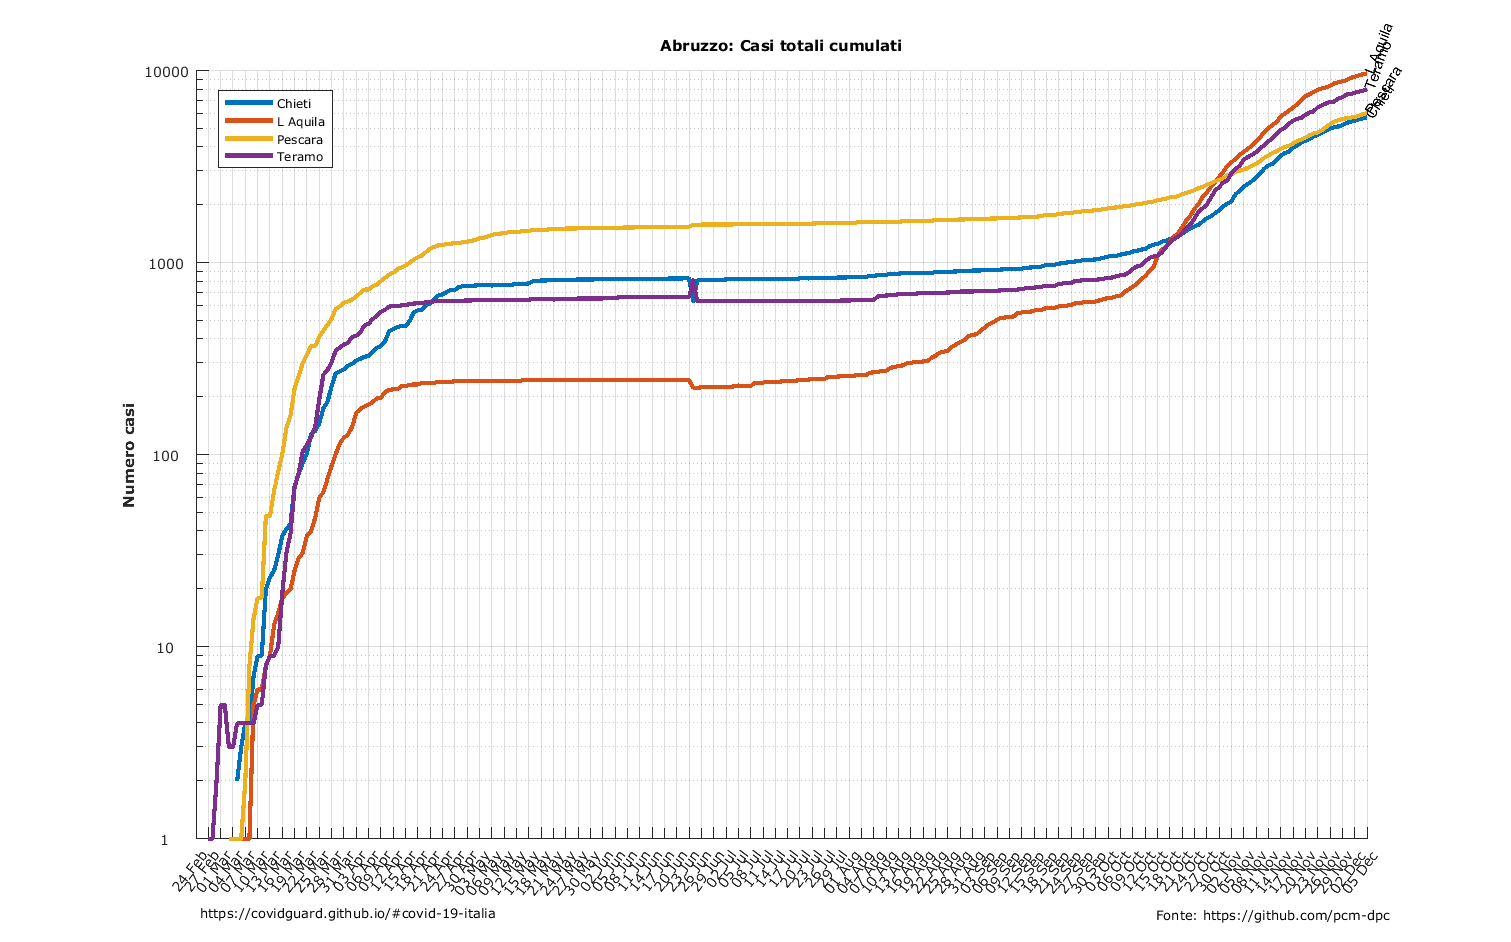 Abruzzo: Casi totali cumulati
L Aquila
Teramo
Pescara
Chieti
Chieti
L Aquila
Pescara
Teramo
10000
1000
100
10
1
Numero casi
24 Feb
27 Feb
01 Mar
04 Mar
07 Mar
10 Mar
13 Mar
16 Mar
19 Mar
22 Mar
25 Mar
28 Mar
31 Mar
03 Apr
06 Apr
09 Apr
12 Apr
15 Apr
18 Apr
21 Apr
24 Apr
27 Apr
30 Apr
03 May
06 May
09 May
12 May
15 May
18 May
21 May
24 May
27 May
30 May
02 Jun
05 Jun
08 Jun
11 Jun
14 Jun
17 Jun
20 Jun
23 Jun
26 Jun
29 Jun
02 Jul
05 Jul
08 Jul
11 Jul
14 Jul
17 Jul
20 Jul
23 Jul
26 Jul
29 Jul
01 Aug
04 Aug
07 Aug
10 Aug
13 Aug
16 Aug
19 Aug
22 Aug
25 Aug
28 Aug
31 Aug
03 Sep
06 Sep
09 Sep
12 Sep
15 Sep
18 Sep
21 Sep
24 Sep
27 Sep
30 Sep
03 Oct
06 Oct
09 Oct
12 Oct
15 Oct
18 Oct
21 Oct
24 Oct
27 Oct
30 Oct
02 Nov
05 Nov
08 Nov
11 Nov
14 Nov
17 Nov
20 Nov
23 Nov
26 Nov
29 Nov
02 Dec
05 Dec
https://covidguard.github.io/#covid-19-italia
Fonte: https://github.com/pcm-dpc